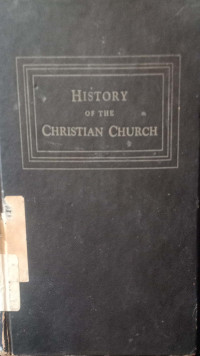 HISTORY
OF THE
CHRISTIAN CHURCH